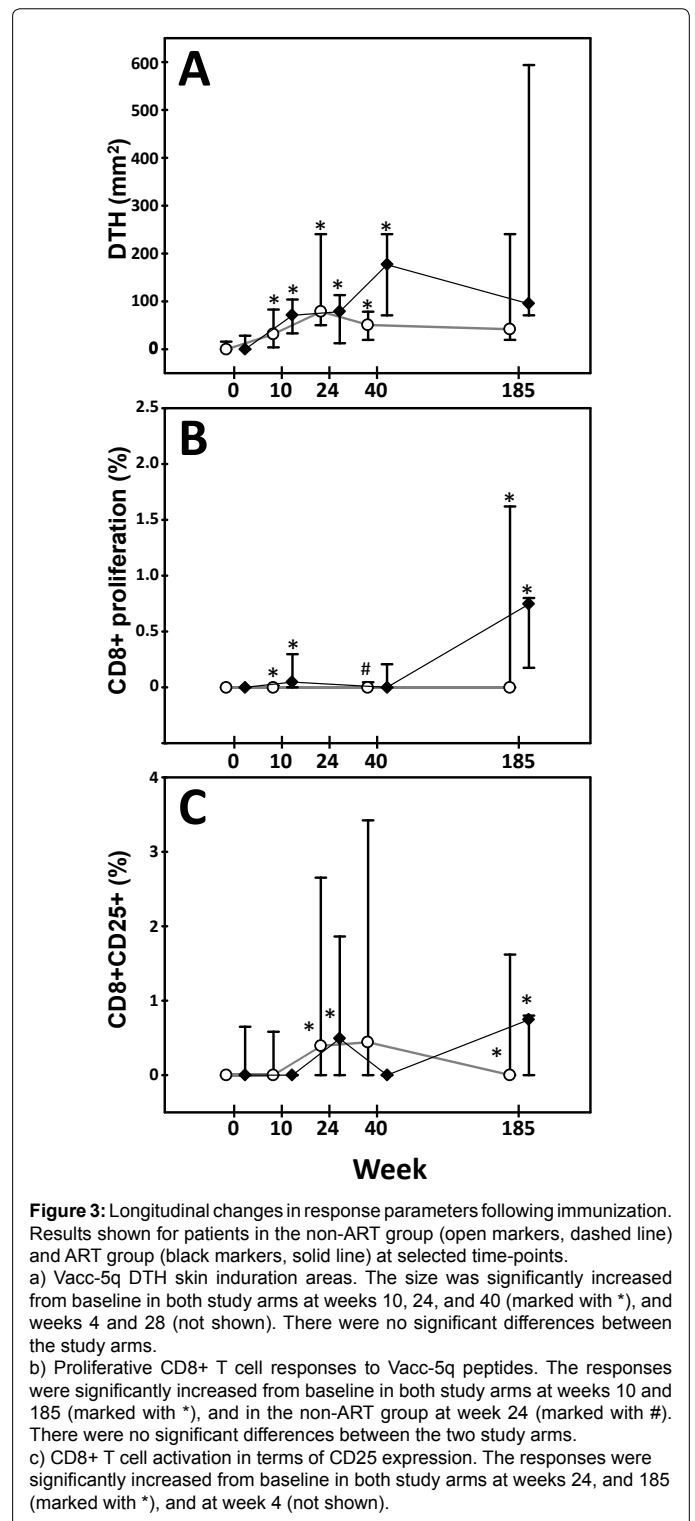 A
DTH (mm²)
600
500
400
300
200
100
0
* * * * * *
0 10 24 40 185
B
CD8+ proliferation (%)
2.5
2.0
1.5
1.0
0.5
0
* * # * *
0 10 24 40 185
C
CD8+CD25+ (%)
4
3
2
1
0
* * * *
0 10 24 40 185
Week
Figure 3: Longitudinal changes in response parameters following immunization.
Results shown for patients in the non-ART group (open markers, dashed line)
and ART group (black markers, solid line) at selected time-points.
a) Vacc-5q DTH skin induration areas. The size was significantly increased
from baseline in both study arms at weeks 10, 24, and 40 (marked with *), and
weeks 4 and 28 (not shown). There were no significant differences between
the study arms.
b) Proliferative CD8+ T cell responses to Vacc-5q peptides. The responses
were significantly increased from baseline in both study arms at weeks 10 and
185 (marked with *), and in the non-ART group at week 24 (marked with #).
There were no significant differences between the two study arms.
c) CD8+ T cell activation in terms of CD25 expression. The responses were
significantly increased from baseline in both study arms at weeks 24, and 185
(marked with *), and at week 4 (not shown).